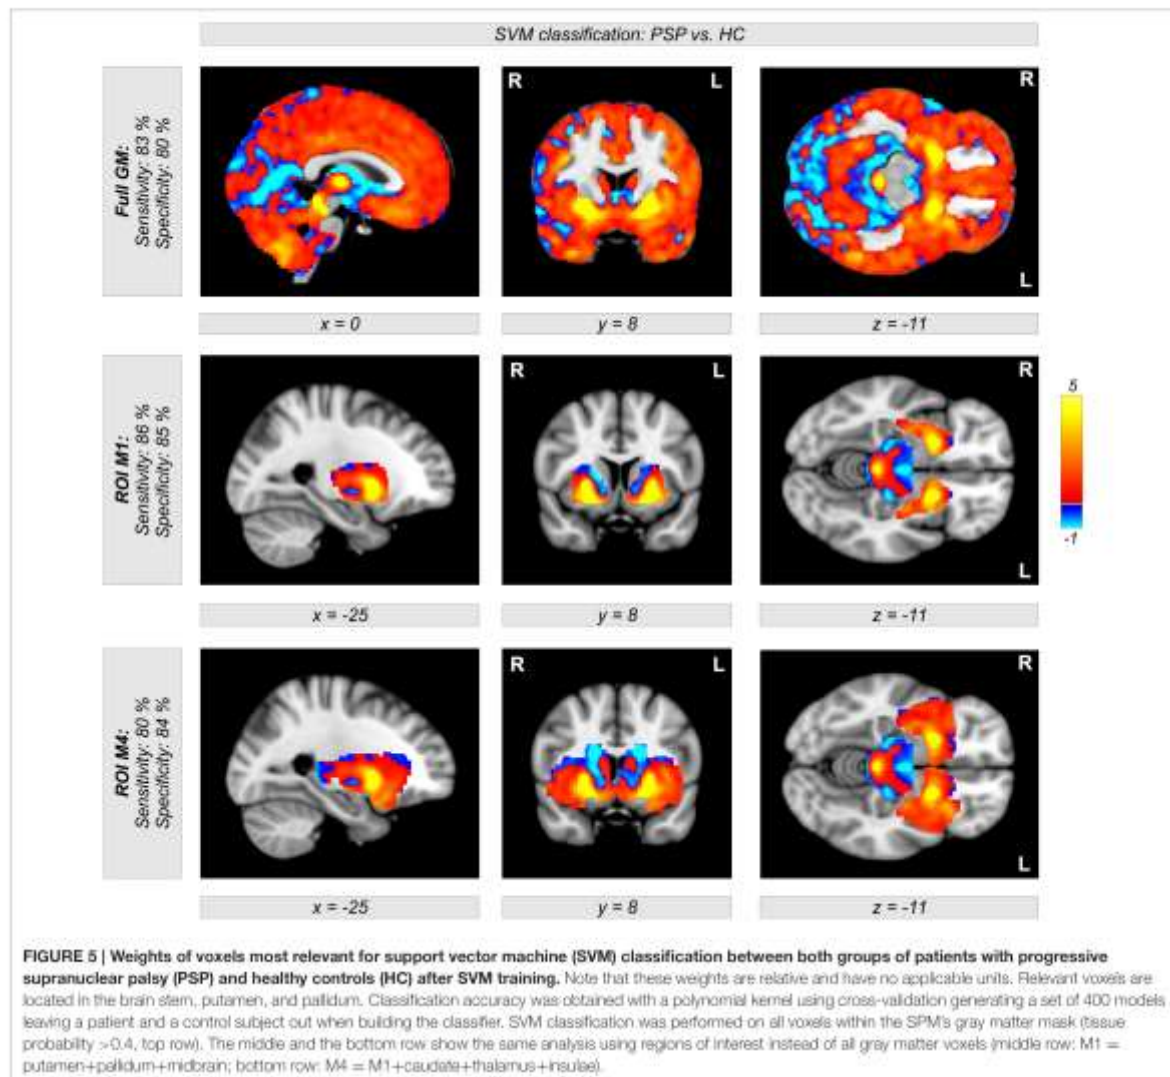 SVM classification: PSP vs. HC
Full GM:
Sensitivity: 83 %
Specificity: 80 %
R L
R
L
x = 0
y = 8
z = -11
ROI M1:
Sensitivity: 86 %
Specificity: 85 %
R L
R
L
5
-1
x = -25
y = 8
z = -11
ROI M4:
Sensitivity: 80 %
Specificity: 84 %
R L
R
L
x = -25
y = 8
z = -11
FIGURE 5 | Weights of voxels most relevant for support vector machine (SVM) classification between both groups of patients with progressive
supranuclear palsy (PSP) and healthy controls (HC) after SVM training. Note that these weights are relative and have no applicable units. Relevant voxels are
located in the brain stem, putamen, and pallidum. Classification accuracy was obtained with a polynomial kernel using cross-validation generating a set of 400 models
leaving a patient and a control subject out when building the classifier. SVM classification was performed on all voxels within the SPM's gray matter mask (tissue
probability >0.4, top row). The middle and the bottom row show the same analysis using regions of interest instead of all gray matter voxels (middle row: M1 =
putamen+pallidum+midbrain; bottom row: M4 = M1+caudate+thalamus+insulae).